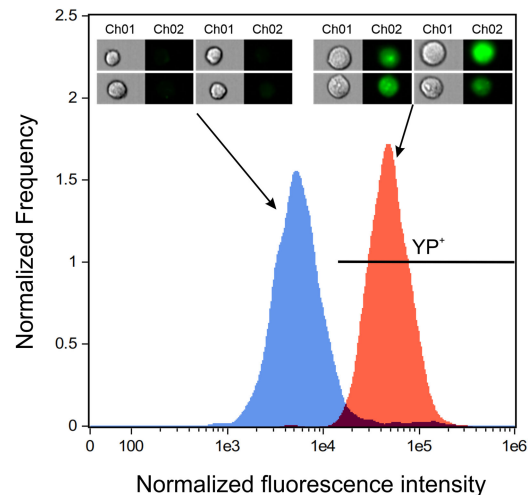 Ch01 Ch02 Ch01 Ch02 Ch01 Ch02 Ch01 Ch02
2.5
2
1.5
1
0.5
0
YP⁺
Normalized Frequency
0 100 1e3 1e4 1e5 1e6
Normalized fluorescence intensity